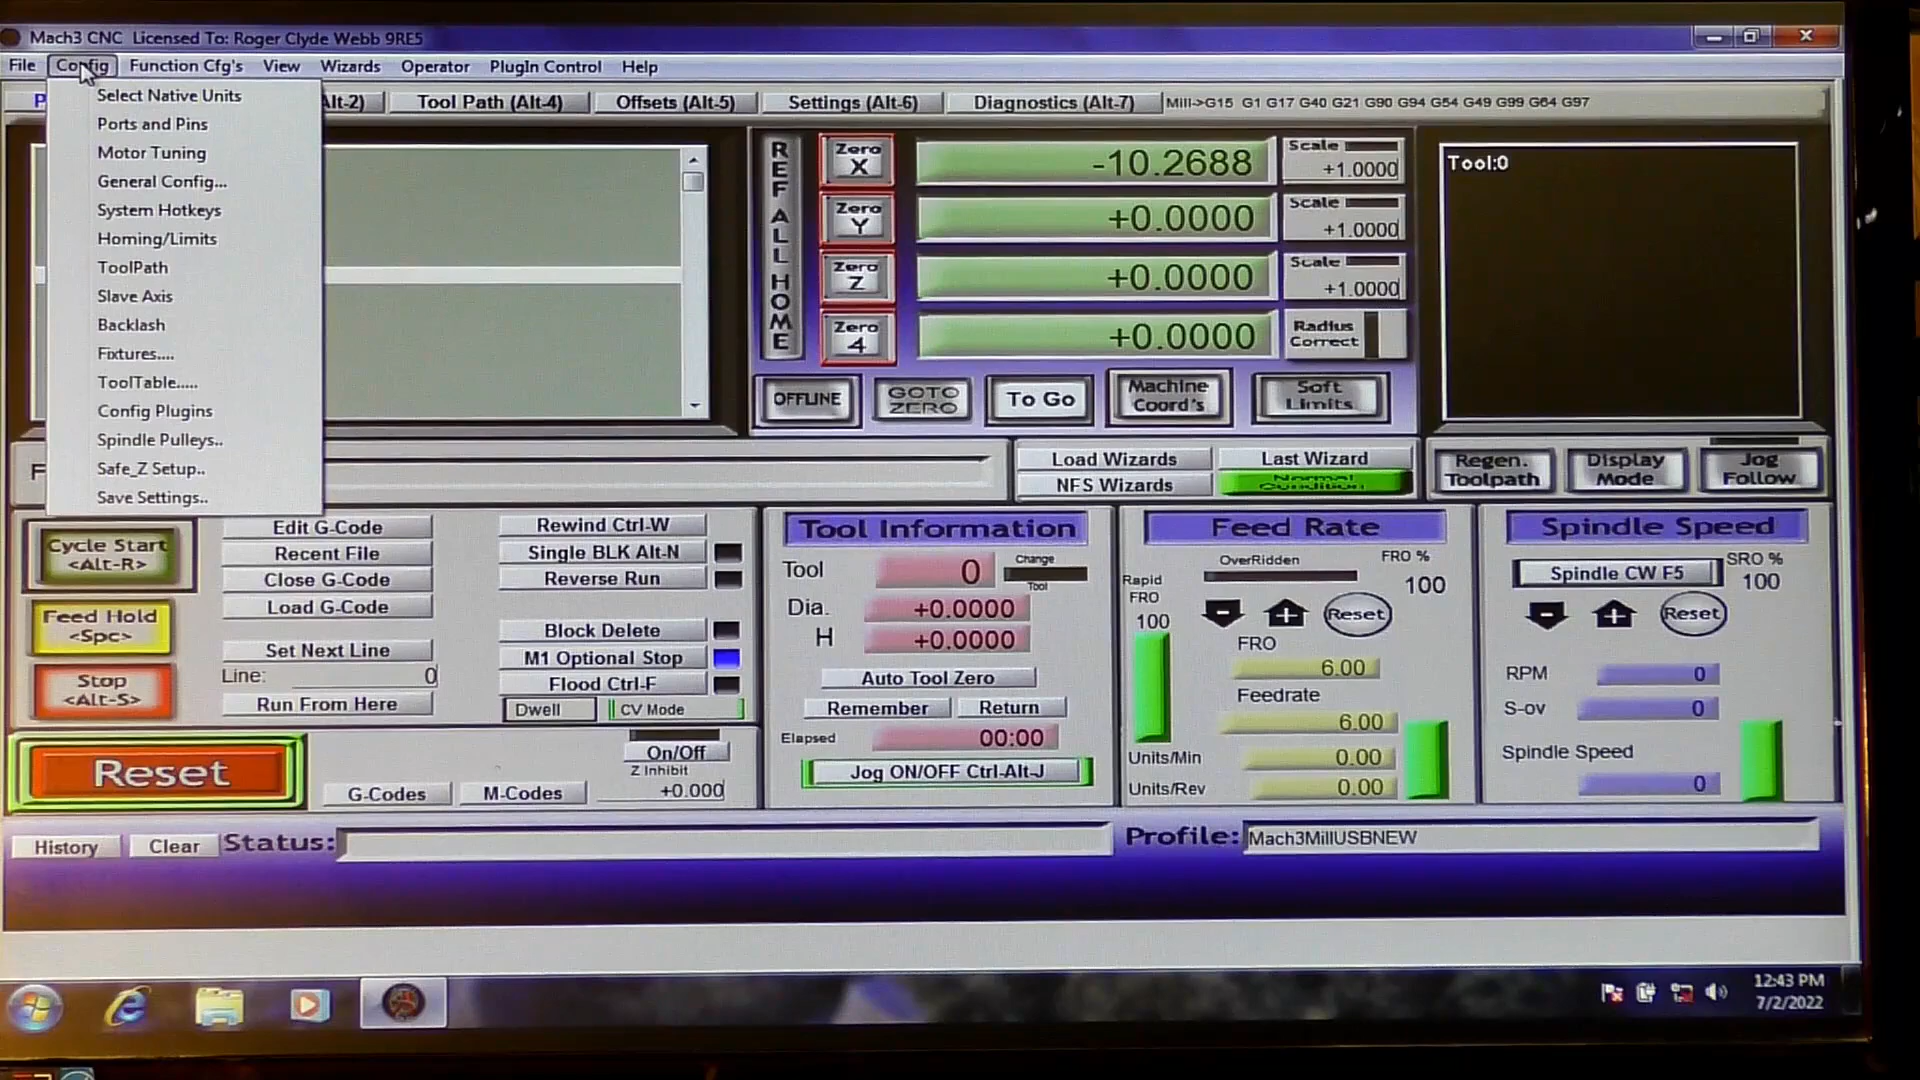 Mach3 CNC Licensed To: Roger Clyde Webb 9RE5
File Config Function Cfg's View Wizards Operator PlugIn Control Help
Select Native Units
Ports and Pins
Motor Tuning
General Config...
System Hotkeys
Homing/Limits
ToolPath
Slave Axis
Backlash
Fixtures....
ToolTable.....
Config Plugins
Spindle Pulleys..
Safe_Z Setup..
Save Settings..
Alt-2) Tool Path (Alt-4) Offsets (Alt-5) Settings (Alt-6) Diagnostics (Alt-7) Mill->G15 G1 G17 G40 G21 G90 G94 G54 G49 G99 G64 G97
REF ALL HOME
Zero X -10.2688 Scale +1.0000
Zero Y +0.0000 Scale +1.0000
Zero Z +0.0000 Scale +1.0000
Zero 4 +0.0000 Radius Correct
OFFLINE GOTO ZERO To Go Machine Coord's Soft Limits
Tool:0
Load Wizards Last Wizard
NFS Wizards Normal Condition
Regen. Toolpath Display Mode Jog Follow
Cycle Start <Alt-R>
Feed Hold <Spc>
Stop <Alt-S>
Reset
Edit G-Code
Recent File
Close G-Code
Load G-Code
Set Next Line
Line: 0
Run From Here
Rewind Ctrl-W
Single BLK Alt-N
Reverse Run
Block Delete
M1 Optional Stop
Flood Ctrl-F
Dwell CV Mode
On/Off
Z Inhibit
+0.000
G-Codes M-Codes
Tool Information
Tool 0 Change Tool
Dia. +0.0000
H +0.0000
Auto Tool Zero
Remember Return
Elapsed 00:00
Jog ON/OFF Ctrl-Alt-J
Feed Rate
OverRidden FRO %
100
Rapid FRO
100
Reset
FRO
6.00
Feedrate
6.00
Units/Min 0.00
Units/Rev 0.00
Spindle Speed
Spindle CW F5 SRO %
100
Reset
RPM 0
S-ov 0
Spindle Speed
0
History Clear Status: Profile: Mach3MillUSBNEW
12:43 PM
7/2/2022